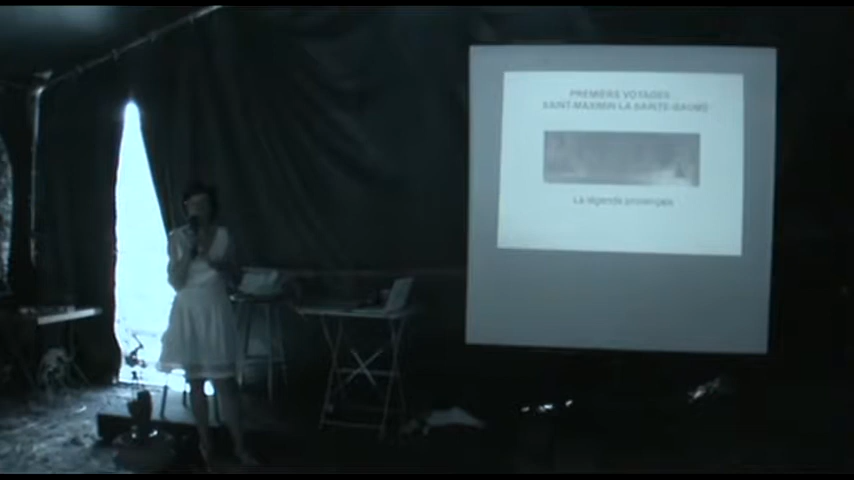 PREMIERS VOYAGES
SAINT-MAXIMIN-LA-SAINTE-BAUME
La légende provençale